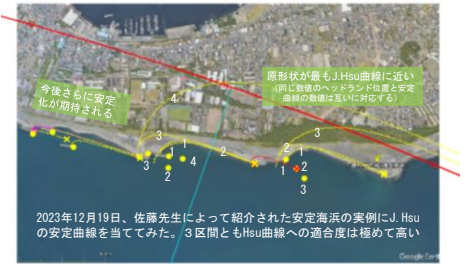 原形状が最もJ.Hsu曲線に近い
(同じ数値のヘッドランド位置と安定
曲線の数値は互いに対応する)
今後さらに安定
化が期待される
4
3
1
2
3
1
4
2
2
1
3
2
3
2023年12月19日、佐藤先生によって紹介された安定海浜の実例にJ.Hsu
の安定曲線を当ててみた。３区間ともHsu曲線への適合度は極めて高い
Google Earth